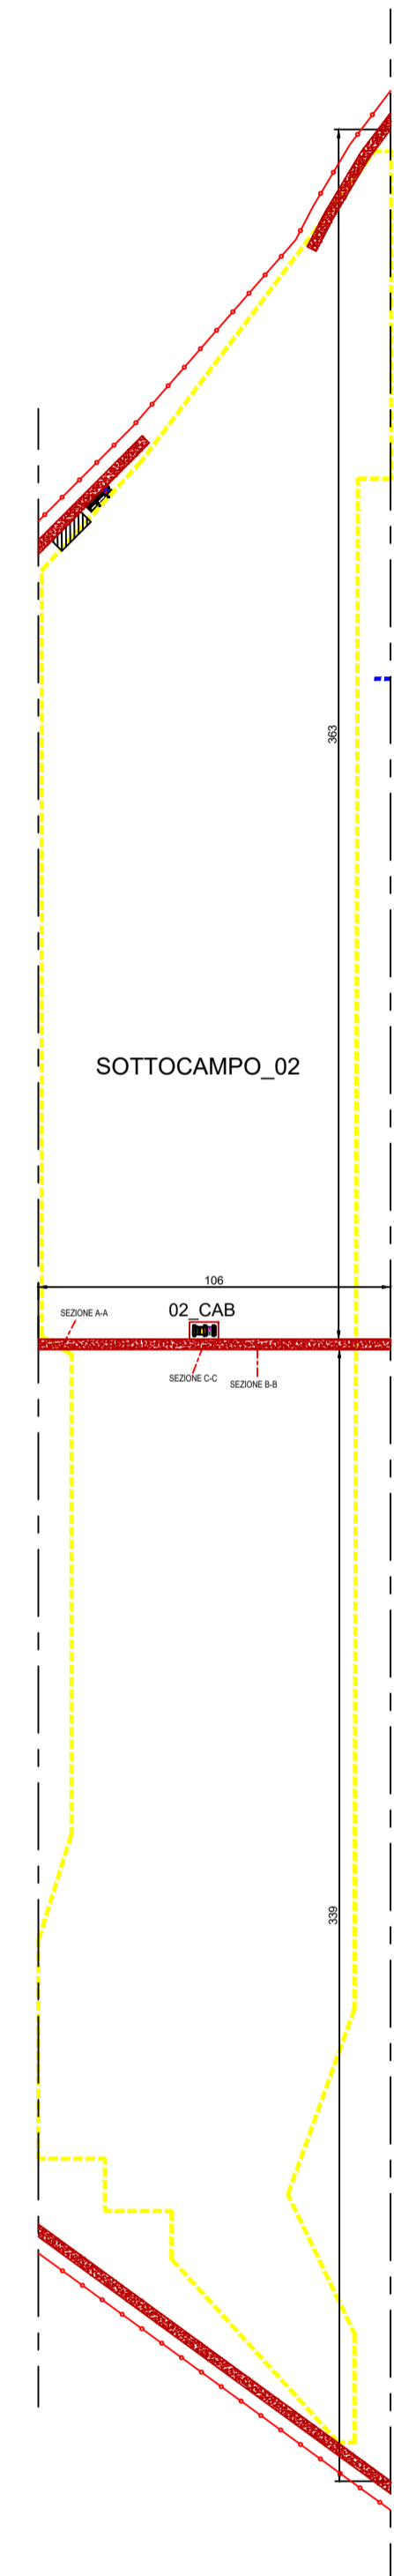 363
SOTTOCAMPO_02
106
SEZIONE A-A
02_CAB
SEZIONE C-C
SEZIONE B-B
339